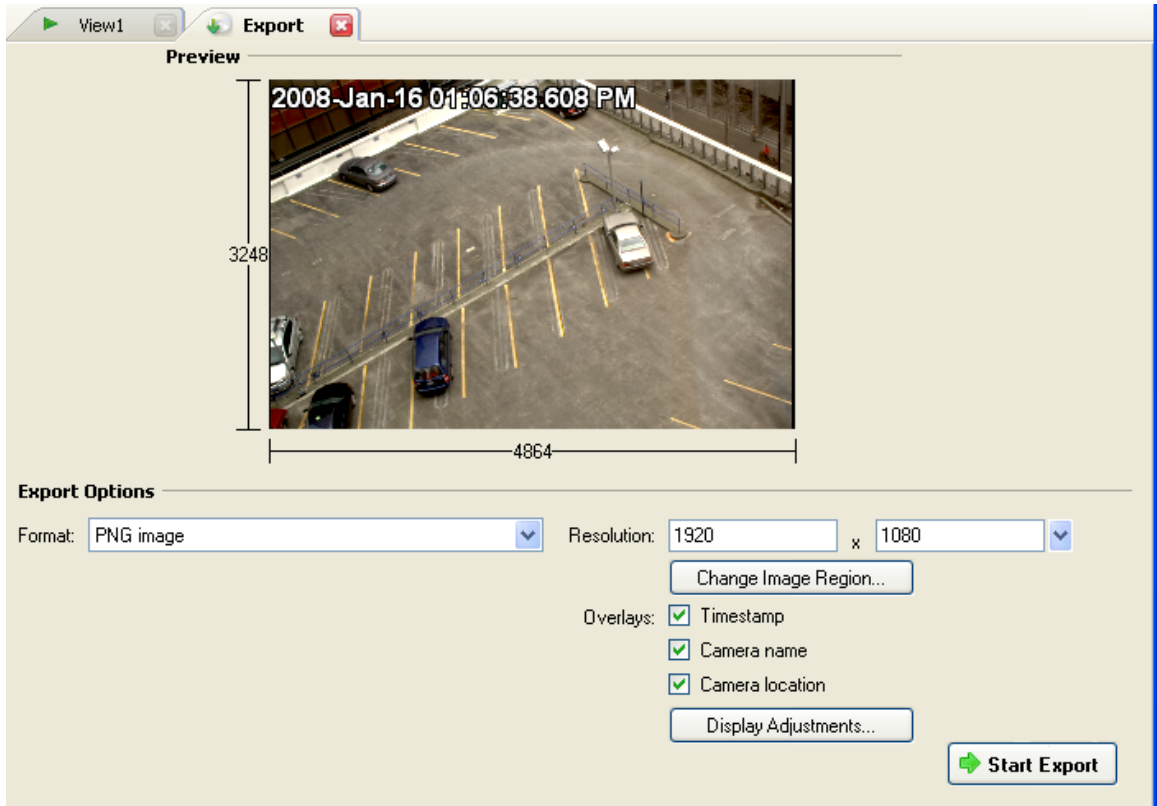 View1
Export
Preview
2008-Jan-16 01:06:38.608 PM
3248
4864
Export Options
Format: PNG image
Resolution: 1920 x 1080
Change Image Region...
Overlays: Timestamp
Camera name
Camera location
Display Adjustments...
Start Export